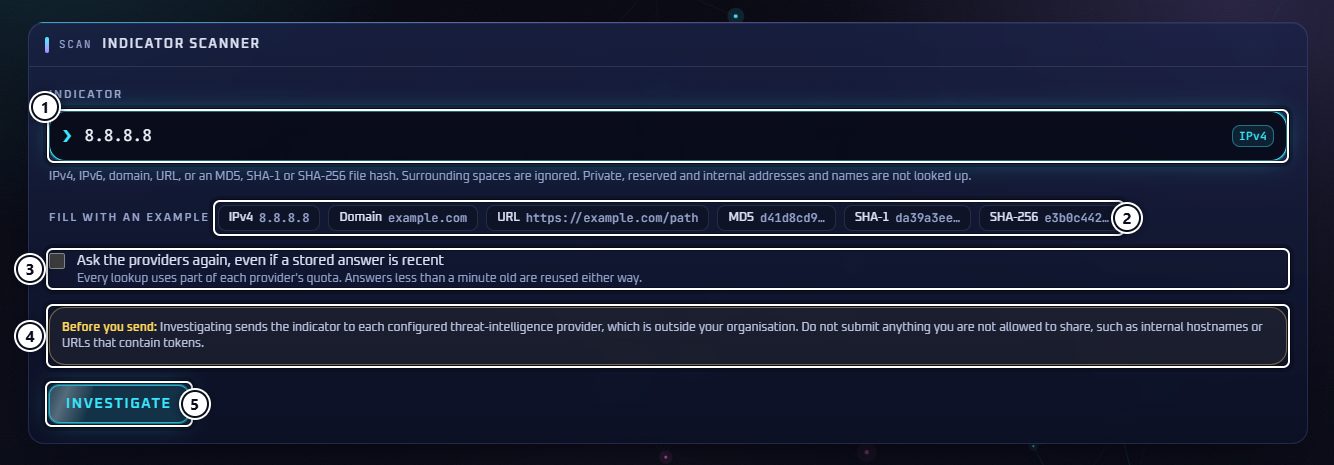 SCAN INDICATOR SCANNER
INDICATOR
1
❯ 8.8.8.8 IPv4
IPv4, IPv6, domain, URL, or an MD5, SHA-1 or SHA-256 file hash. Surrounding spaces are ignored. Private, reserved and internal addresses and names are not looked up.
FILL WITH AN EXAMPLE IPv4 8.8.8.8 Domain example.com URL https://example.com/path MD5 d41d8cd9… SHA-1 da39a3ee… SHA-256 e3b0c442… 2
3 Ask the providers again, even if a stored answer is recent
Every lookup uses part of each provider's quota. Answers less than a minute old are reused either way.
4 Before you send: Investigating sends the indicator to each configured threat-intelligence provider, which is outside your organisation. Do not submit anything you are not allowed to share, such as internal hostnames or
URLs that contain tokens.
INVESTIGATE 5